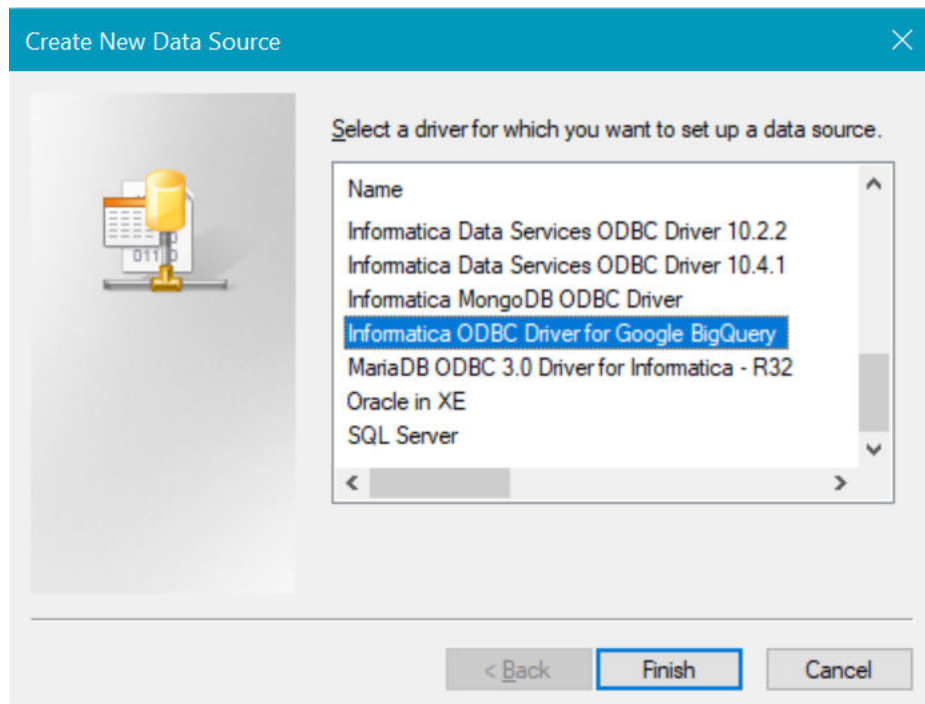 Create New Data Source
Select a driver for which you want to set up a data source.
Name
Informatica Data Services ODBC Driver 10.2.2
Informatica Data Services ODBC Driver 10.4.1
Informatica MongoDB ODBC Driver
Informatica ODBC Driver for Google BigQuery
MariaDB ODBC 3.0 Driver for Informatica - R32
Oracle in XE
SQL Server
< Back
Finish
Cancel